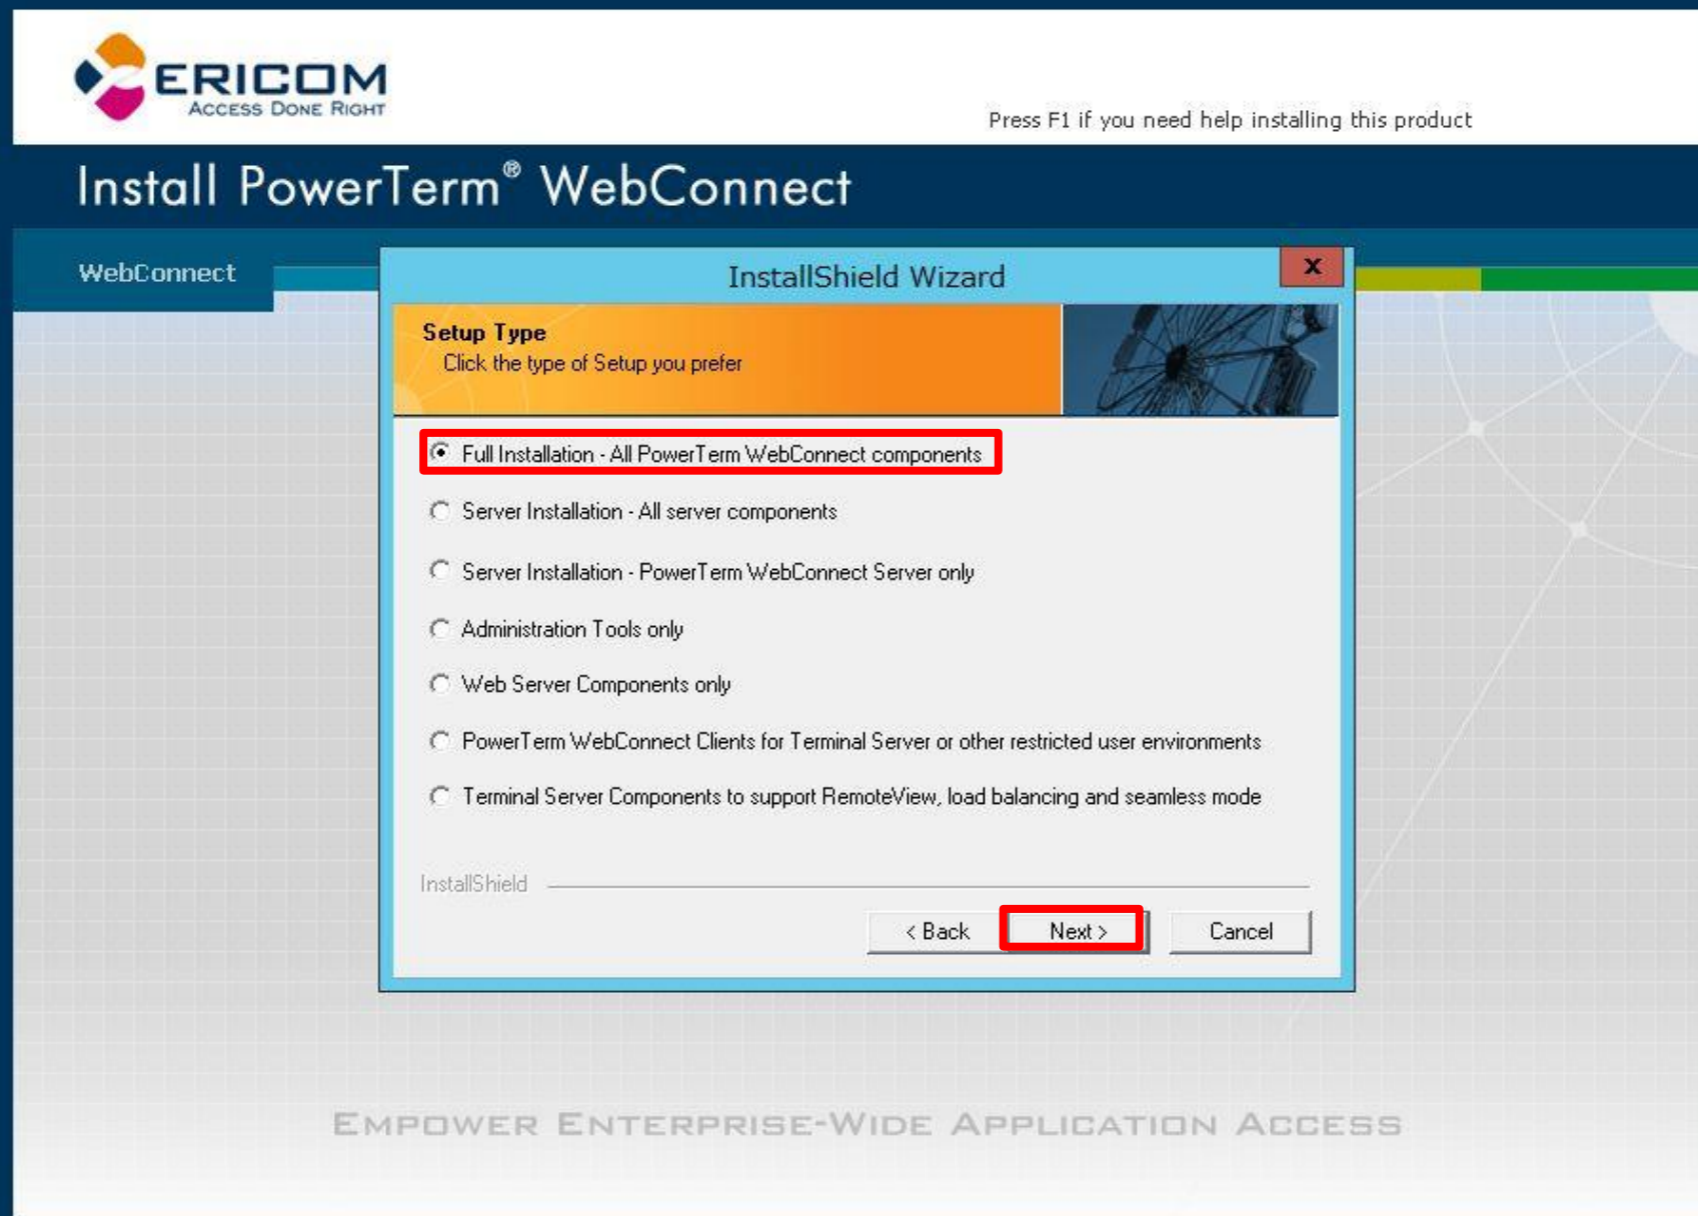 ERICOM
ACCESS DONE RIGHT
Press F1 if you need help installing this product
Install PowerTerm® WebConnect
WebConnect
InstallShield Wizard
x
Setup Type
Click the type of Setup you prefer
Full Installation - All PowerTerm WebConnect components
Server Installation - All server components
Server Installation - PowerTerm WebConnect Server only
Administration Tools only
Web Server Components only
PowerTerm WebConnect Clients for Terminal Server or other restricted user environments
Terminal Server Components to support RemoteView, load balancing and seamless mode
InstallShield
< Back
Next >
Cancel
EMPOWER ENTERPRISE-WIDE APPLICATION ACCESS